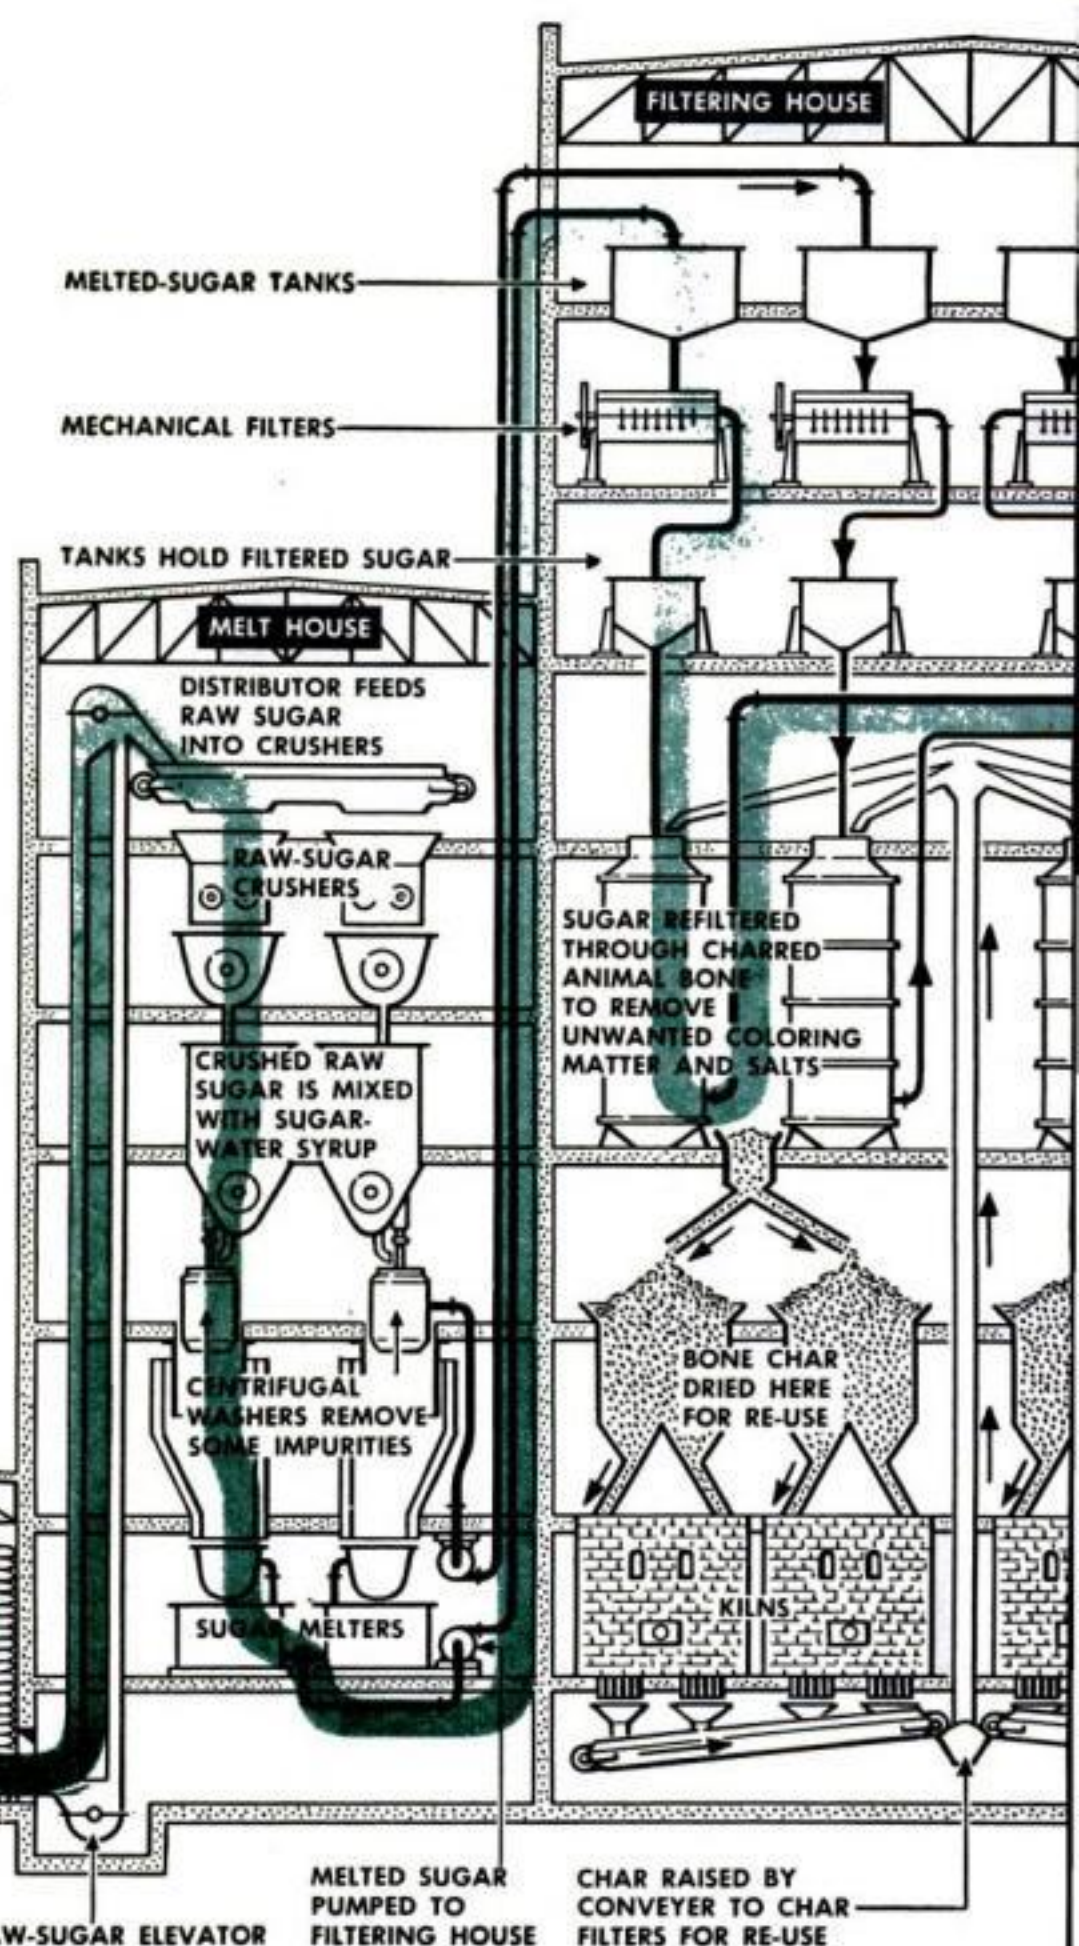 FILTERING HOUSE
MELTED-SUGAR TANKS
MECHANICAL FILTERS
TANKS HOLD FILTERED SUGAR
MELT HOUSE
DISTRIBUTOR FEEDS
RAW SUGAR
INTO CRUSHERS
RAW-SUGAR
CRUSHERS
SUGAR REFILTERED
THROUGH CHARRED
ANIMAL BONE
TO REMOVE
UNWANTED COLORING
MATTER AND SALTS
CRUSHED RAW
SUGAR IS MIXED
WITH SUGAR-
WATER SYRUP
BONE CHAR
DRIED HERE
FOR RE-USE
CENTRIFUGAL
WASHERS REMOVE
SOME IMPURITIES
KILNS
SUGAR MELTERS
MELTED SUGAR
PUMPED TO
FILTERING HOUSE
CHAR RAISED BY
CONVEYER TO CHAR
FILTERS FOR RE-USE
W-SUGAR ELEVATOR